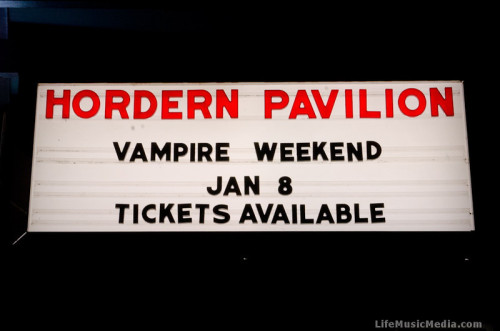 HORDERN PAVILION
VAMPIRE WEEKEND
JAN 8
TICKETS AVAILABLE
LifeMusicMedia.com